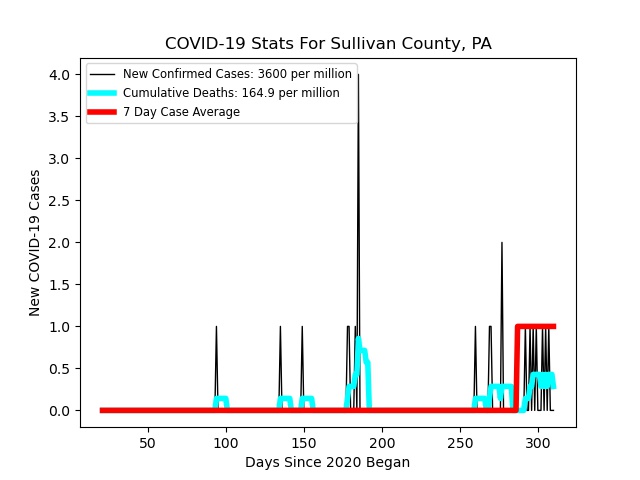 COVID-19 Stats For Sullivan County, PA
New Confirmed Cases: 3600 per million
Cumulative Deaths: 164.9 per million
7 Day Case Average
New COVID-19 Cases
4.0
3.5
3.0
2.5
2.0
1.5
1.0
0.5
0.0
50 100 150 200 250 300
Days Since 2020 Began